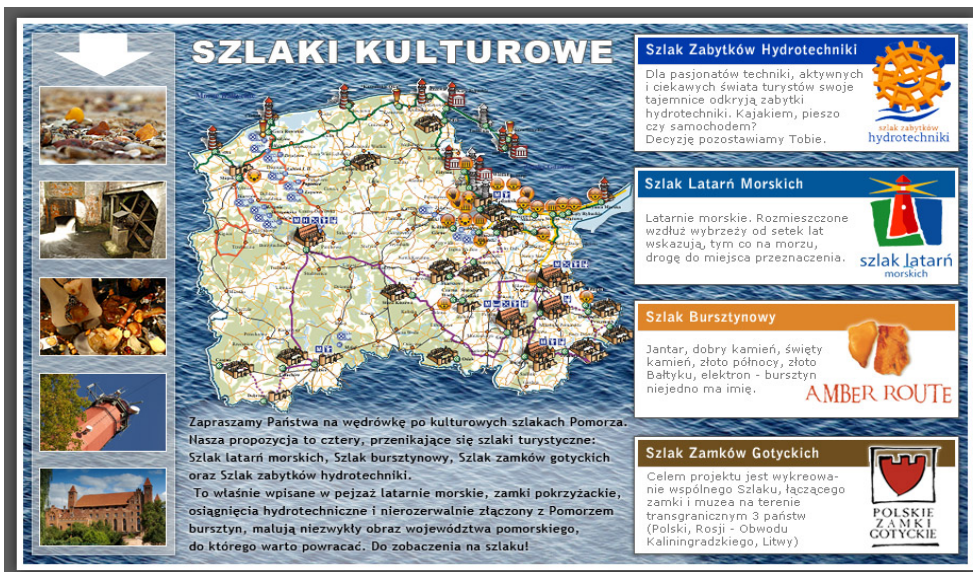 SZLAKI KULTUROWE
Zapraszamy Państwa na wędrówkę po kulturowych szlakach Pomorza.
Nasza propozycja to cztery, przenikające się szlaki turystyczne:
Szlak latarń morskich, Szlak bursztynowy, Szlak zamków gotyckich
oraz Szlak zabytków hydrotechniki.
To właśnie wpisane w pejzaż latarnie morskie, zamki pokrzyżackie,
osiągnięcia hydrotechniczne i nierozerwalnie złączony z Pomorzem
bursztyn, malują niezwykły obraz województwa pomorskiego,
do którego warto powracać. Do zobaczenia na szlaku!
Szlak Zabytków Hydrotechniki
Dla pasjonatów techniki, aktywnych
i ciekawych świata turystów swoje
tajemnice odkryją zabytki
hydrotechniki. Kajakiem, pieszo
czy samochodem?
Decyzję pozostawiamy Tobie.
szlak zabytków
hydrotechniki
Szlak Latarń Morskich
Latarnie morskie. Rozmieszczone
wzdłuż wybrzeży od setek lat
wskazują, tym co na morzu,
drogę do miejsca przeznaczenia.
szlak latarń
morskich
Szlak Bursztynowy
Jantar, dobry kamień, święty
kamień, złoto północy, złoto
Bałtyku, elektron - bursztyn
niejedno ma imię.
AMBER ROUTE
Szlak Zamków Gotyckich
Celem projektu jest wykreowa-
nie wspólnego Szlaku, łączącego
zamki i muzea na terenie
transgranicznym 3 państw
(Polski, Rosji - Obwodu
Kaliningradzkiego, Litwy)
POLSKIE
ZAMKI
GOTYCKIE